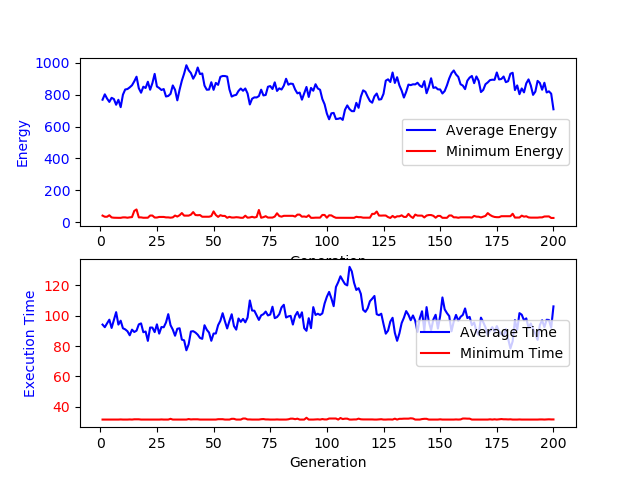 1000
800
600
400
200
0
Energy
Average Energy
Minimum Energy
0 25 50 75 100 125 150 175 200
Generation
120
100
80
60
40
Execution Time
Average Time
Minimum Time
0 25 50 75 100 125 150 175 200
Generation